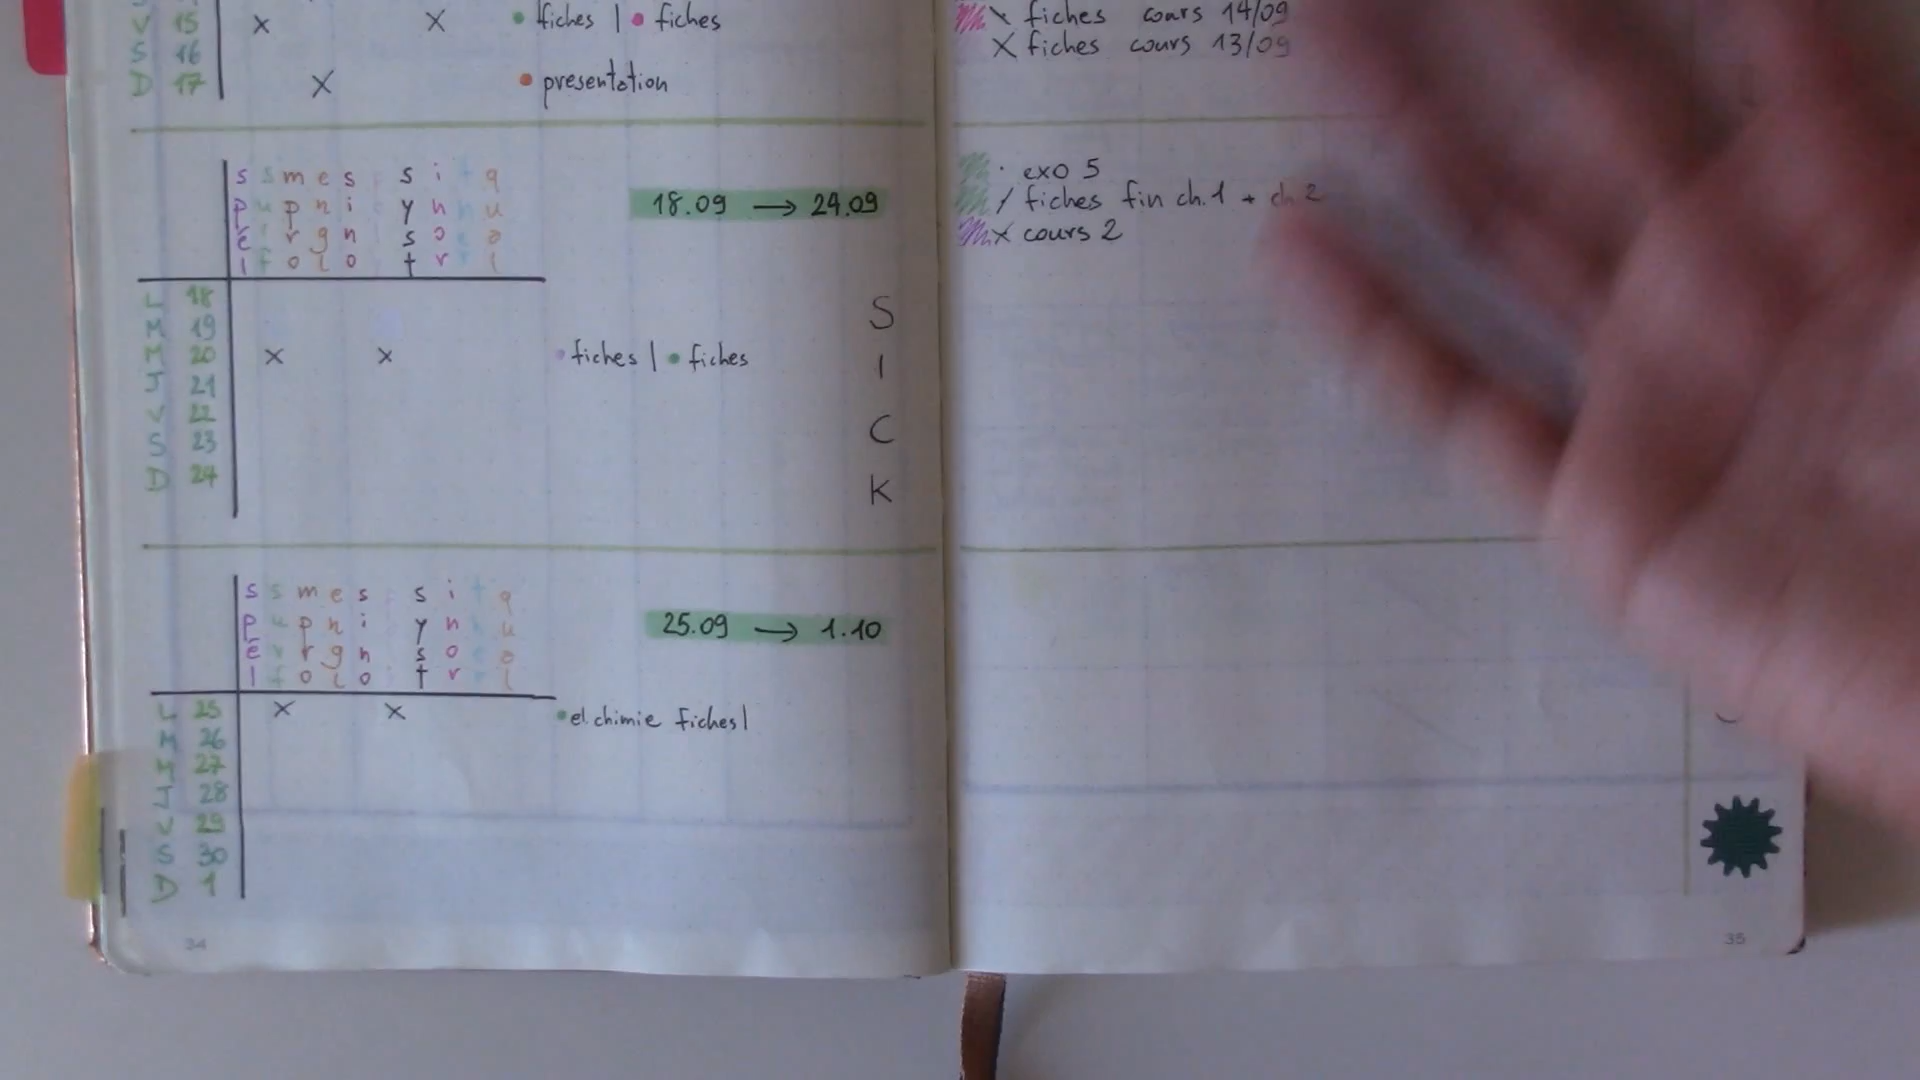 V 15 X X • fiches | • fiches
S 16
D 17 X • presentation
\ fiches cours 14/09
X fiches cours 13/09
s s m e s s i t q
p u p n i y n h u
e r r g n s o e a
l f o l o t r r l
18.09 → 24.09
L 18
M 19
M 20 X X • fiches | • fiches
J 21
V 22
S 23
D 24
S
I
C
K
· exo 5
/ fiches fin ch.1 + ch.2
X cours 2
s s m e s s i t q
p u p n i y n h u
e r r g n s o e a
l f o l o t r r l
25.09 → 1.10
L 25 X X • el.chimie fiches |
M 26
M 27
J 28
V 29
S 30
D 1
34
35